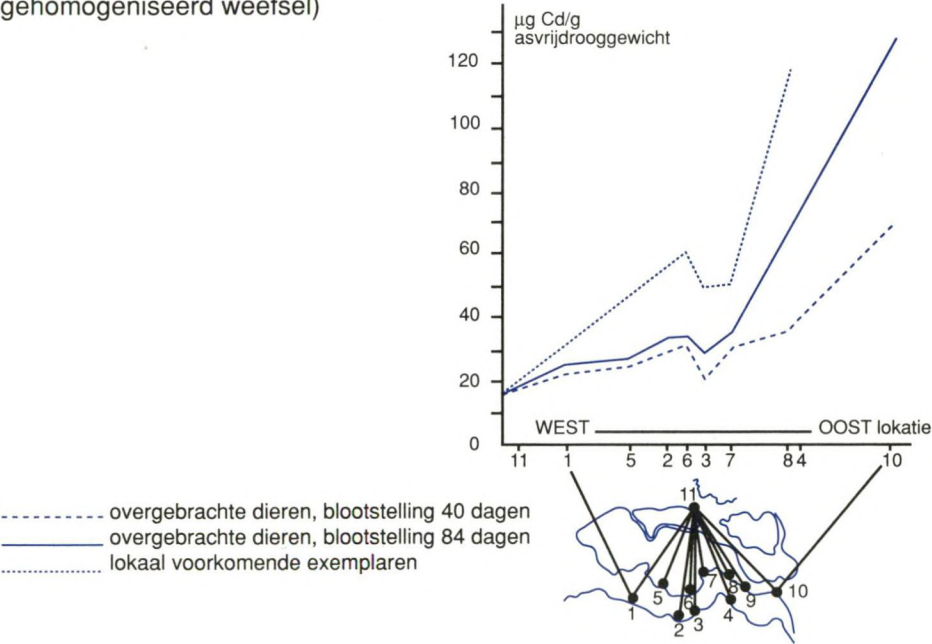 gehomogeniseerd weefsel)
µg Cd/g
asvrijdrooggewicht
120
100
80
60
40
20
0
WEST OOST lokatie
11 1 5 2 6 3 7 8 4 10
11
5 6 7 8 9 10
1 2 3 4
overgebrachte dieren, blootstelling 40 dagen
overgebrachte dieren, blootstelling 84 dagen
lokaal voorkomende exemplaren